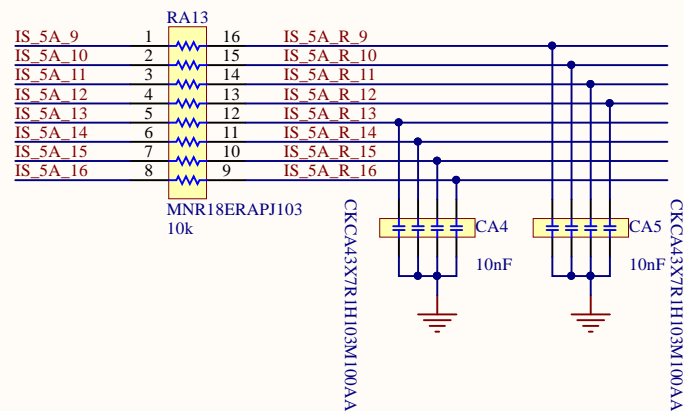 RA13
IS_5A_9 1 16 IS_5A_R_9
IS_5A_10 2 15 IS_5A_R_10
IS_5A_11 3 14 IS_5A_R_11
IS_5A_12 4 13 IS_5A_R_12
IS_5A_13 5 12 IS_5A_R_13
IS_5A_14 6 11 IS_5A_R_14
IS_5A_15 7 10 IS_5A_R_15
IS_5A_16 8 9 IS_5A_R_16
MNR18ERAPJ103
10k
CKCA43X7R1H103M100AA
CA4
10nF
CA5
10nF
CKCA43X7R1H103M100AA